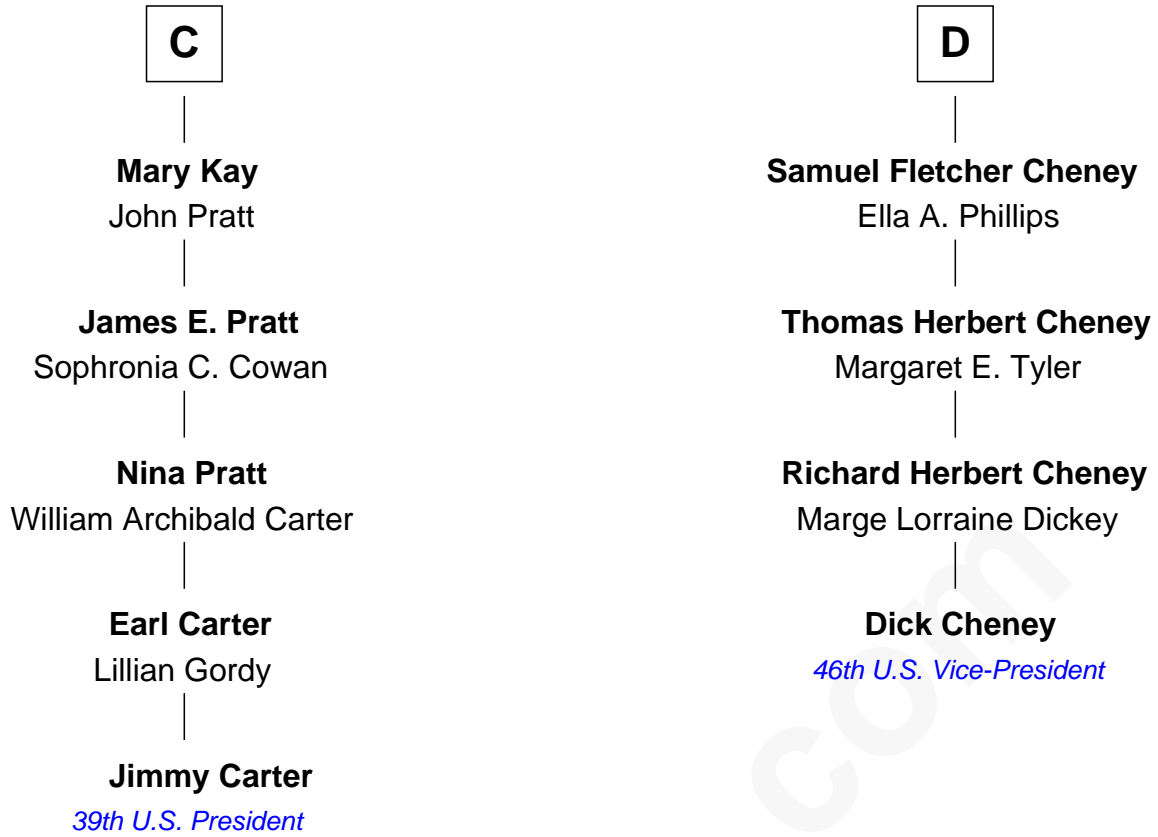 C
Mary Kay
John Pratt
James E. Pratt
Sophronia C. Cowan
Nina Pratt
William Archibald Carter
Earl Carter
Lillian Gordy
Jimmy Carter
39th U.S. President
D
Samuel Fletcher Cheney
Ella A. Phillips
Thomas Herbert Cheney
Margaret E. Tyler
Richard Herbert Cheney
Marge Lorraine Dickey
Dick Cheney
46th U.S. Vice-President
com